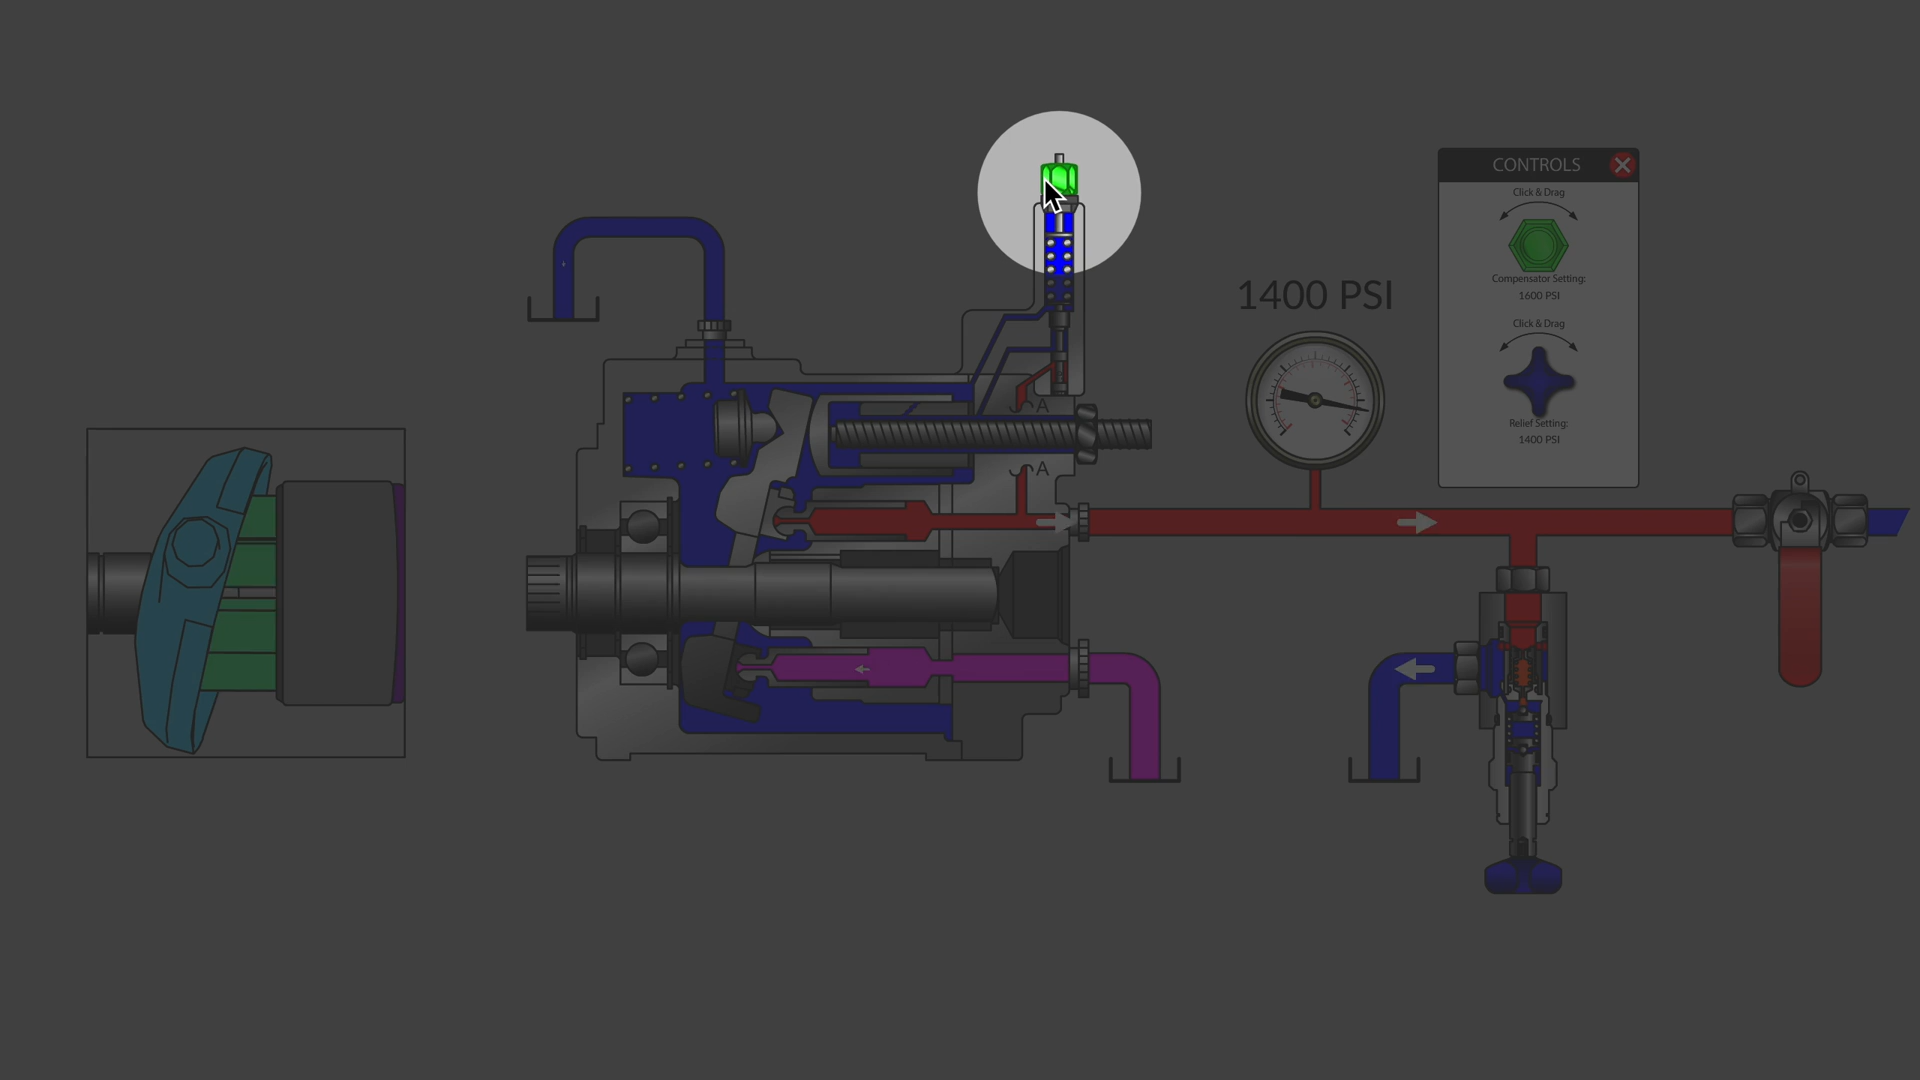 CONTROLS
Click & Drag
Compensator Setting:
1600 PSI
1400 PSI
Click & Drag
Relief Setting:
1400 PSI
A
A